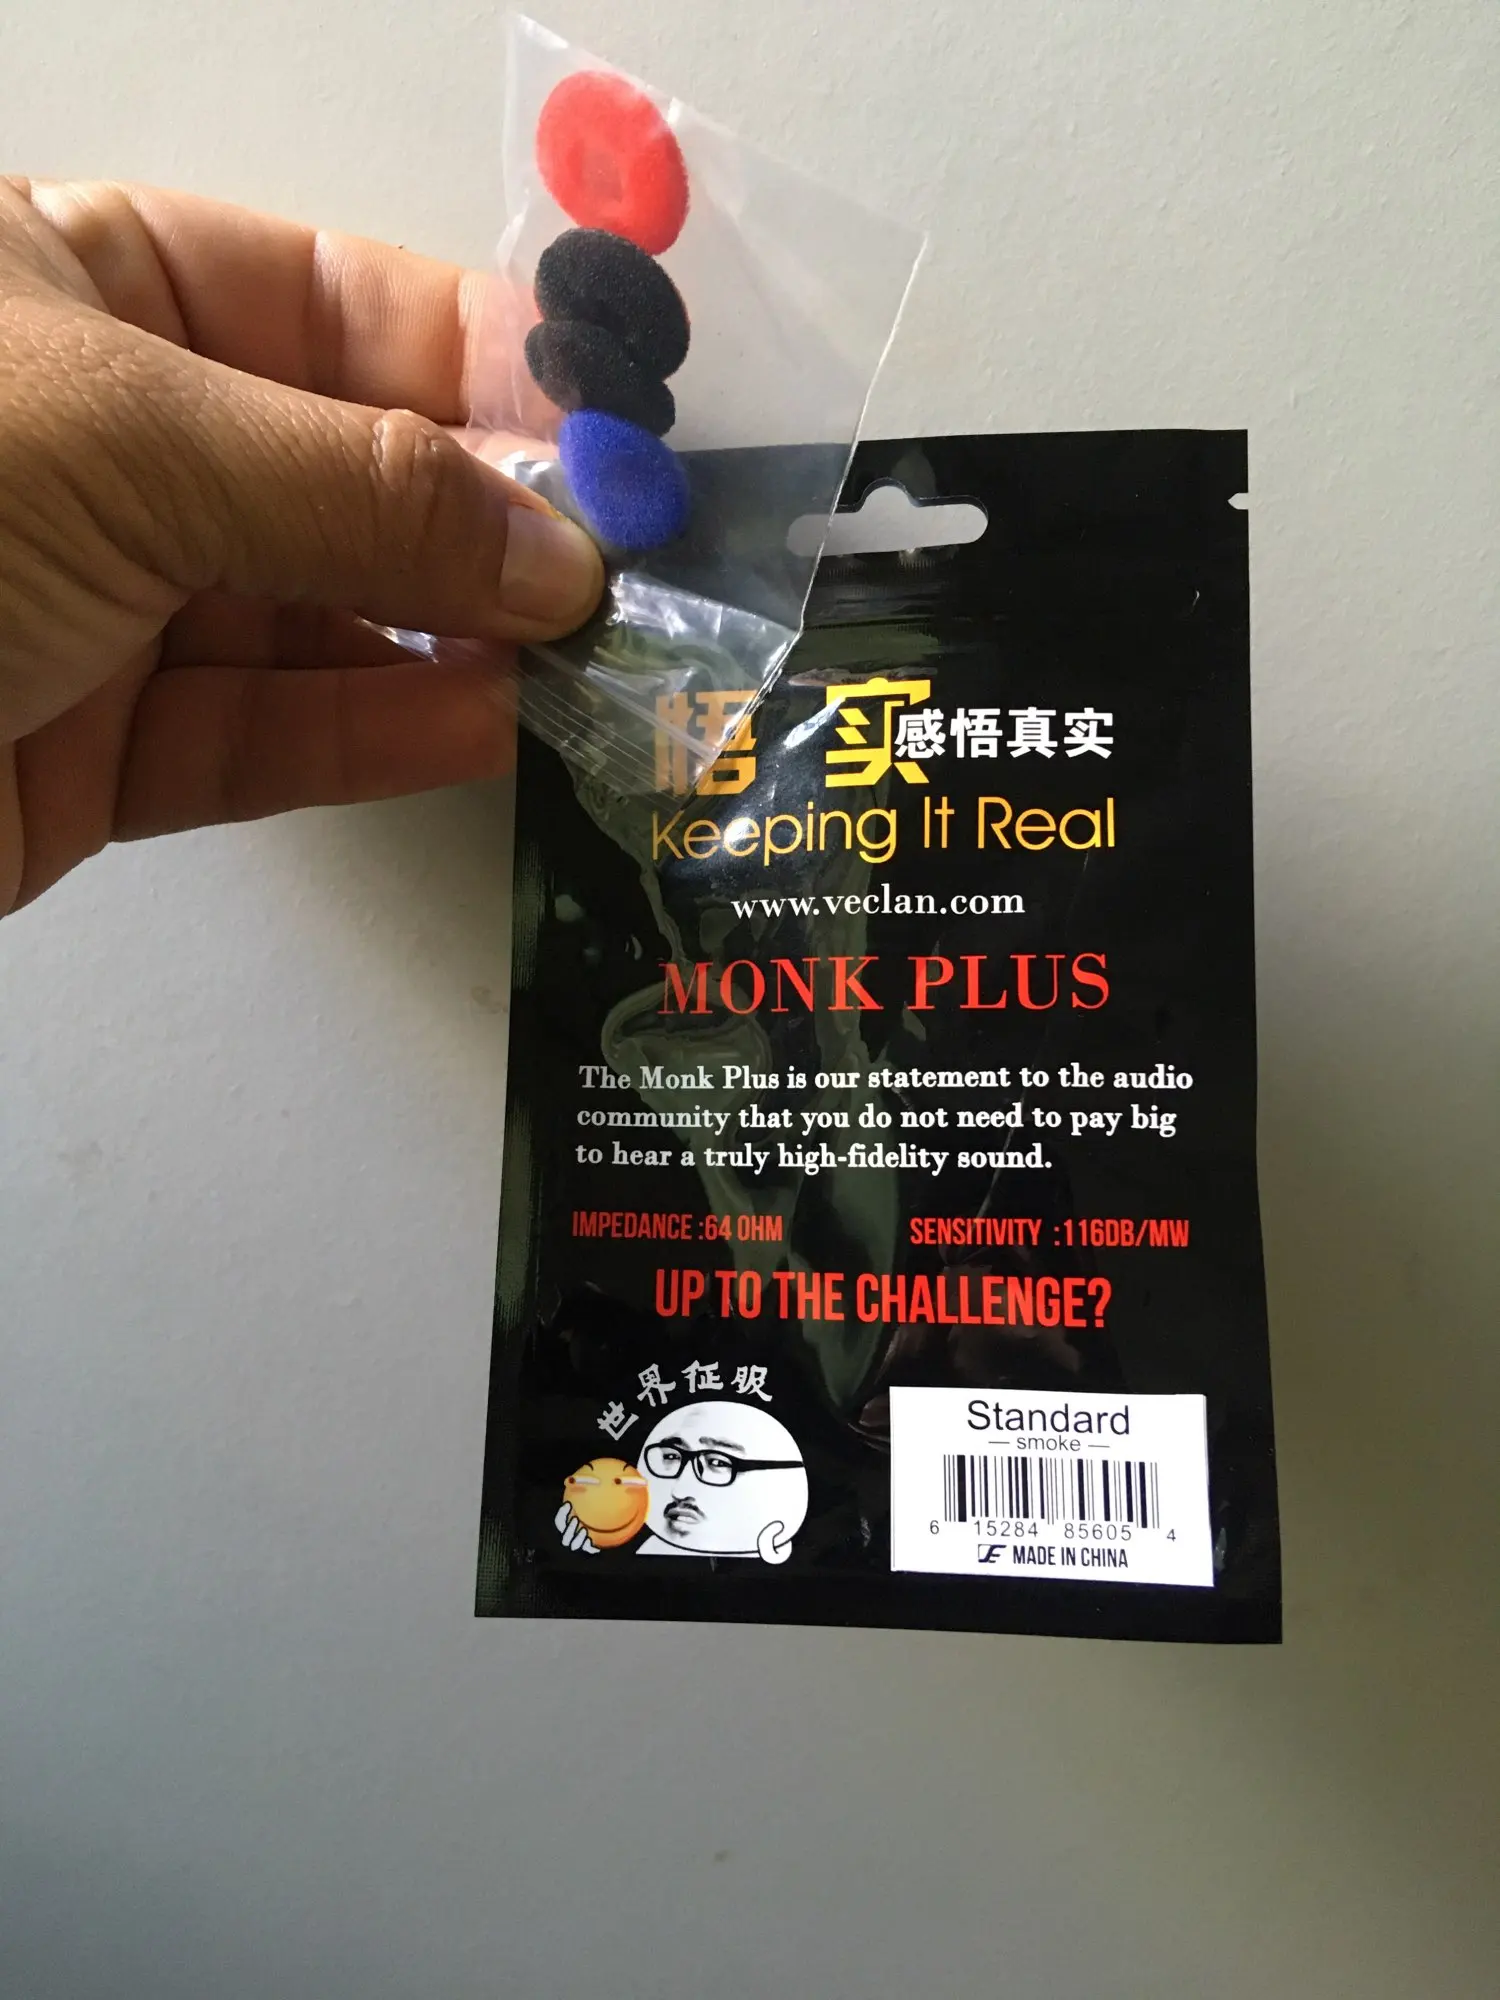 悟 实 感悟真实
Keeping It Real
www.veclan.com
MONK PLUS
The Monk Plus is our statement to the audio
community that you do not need to pay big
to hear a truly high-fidelity sound.
IMPEDANCE :64 OHM SENSITIVITY :116DB/MW
UP TO THE CHALLENGE?
世界征服
Standard
— smoke —
6 15284 85605 4
MADE IN CHINA